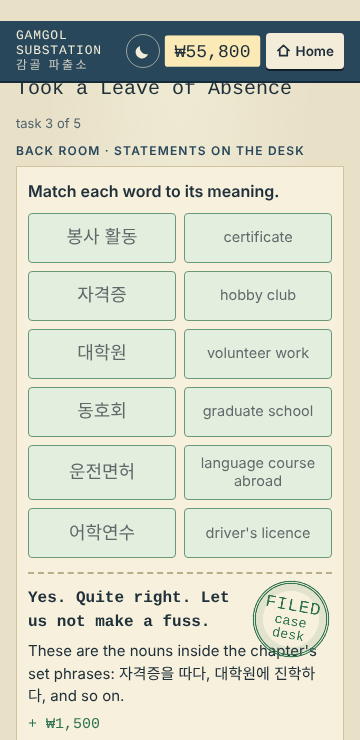 GAMGOL
SUBSTATION
감골 파출소
₩55,800
Home
Took a Leave of Absence
task 3 of 5
BACK ROOM · STATEMENTS ON THE DESK
Match each word to its meaning.
봉사 활동
certificate
자격증
hobby club
대학원
volunteer work
동호회
graduate school
운전면허
language course
abroad
어학연수
driver's licence
Yes. Quite right. Let
us not make a fuss.
FILED
case
desk
These are the nouns inside the chapter's
set phrases: 자격증을 따다, 대학원에 진학하
다, and so on.
+ ₩1,500